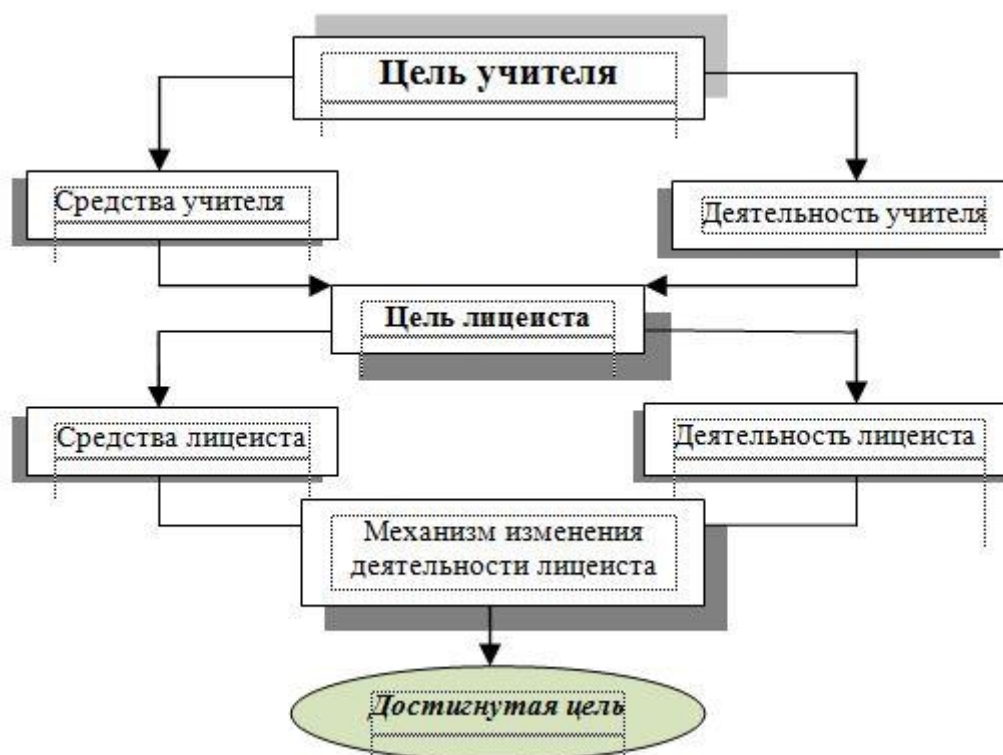 Цель учителя
Средства учителя
Деятельность учителя
Цель лицеиста
Средства лицеиста
Деятельность лицеиста
Механизм изменения
деятельности лицеиста
Достигнутая цель